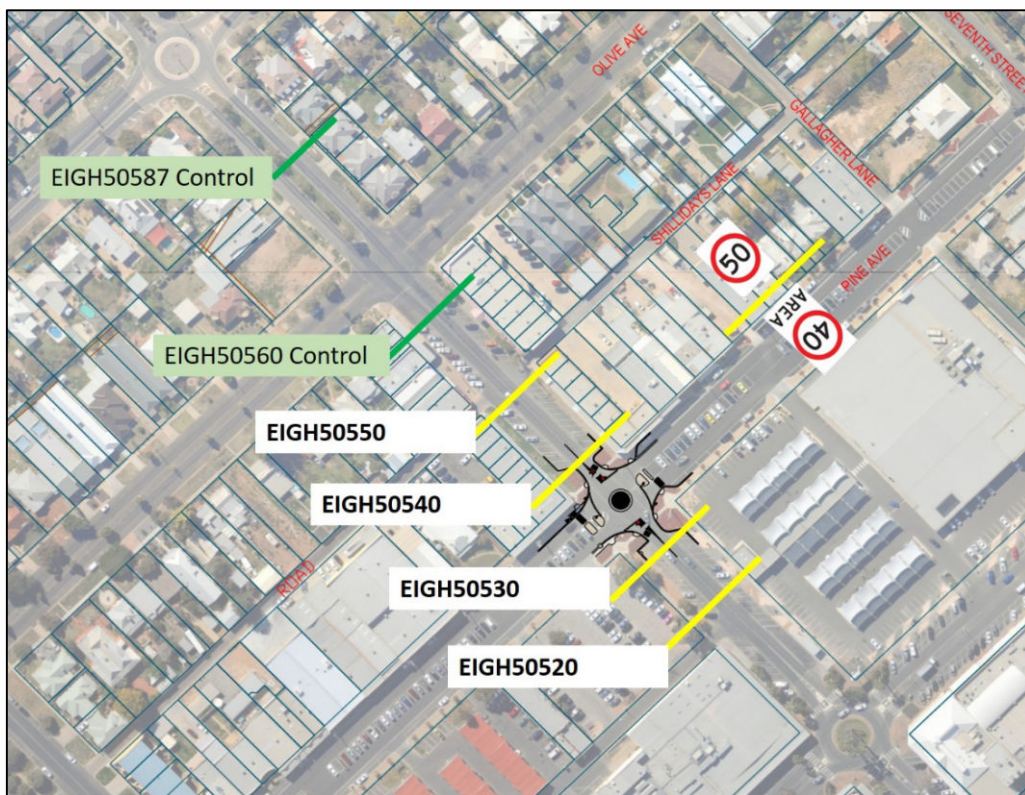 SEVENTH STREET
OLIVE AVE
GALLAGHER LANE
EIGH50587 Control
SHILLIDAYS LANE
50
PINE AVE
40
AREA
EIGH50560 Control
EIGH50550
EIGH50540
ROAD
EIGH50530
EIGH50520